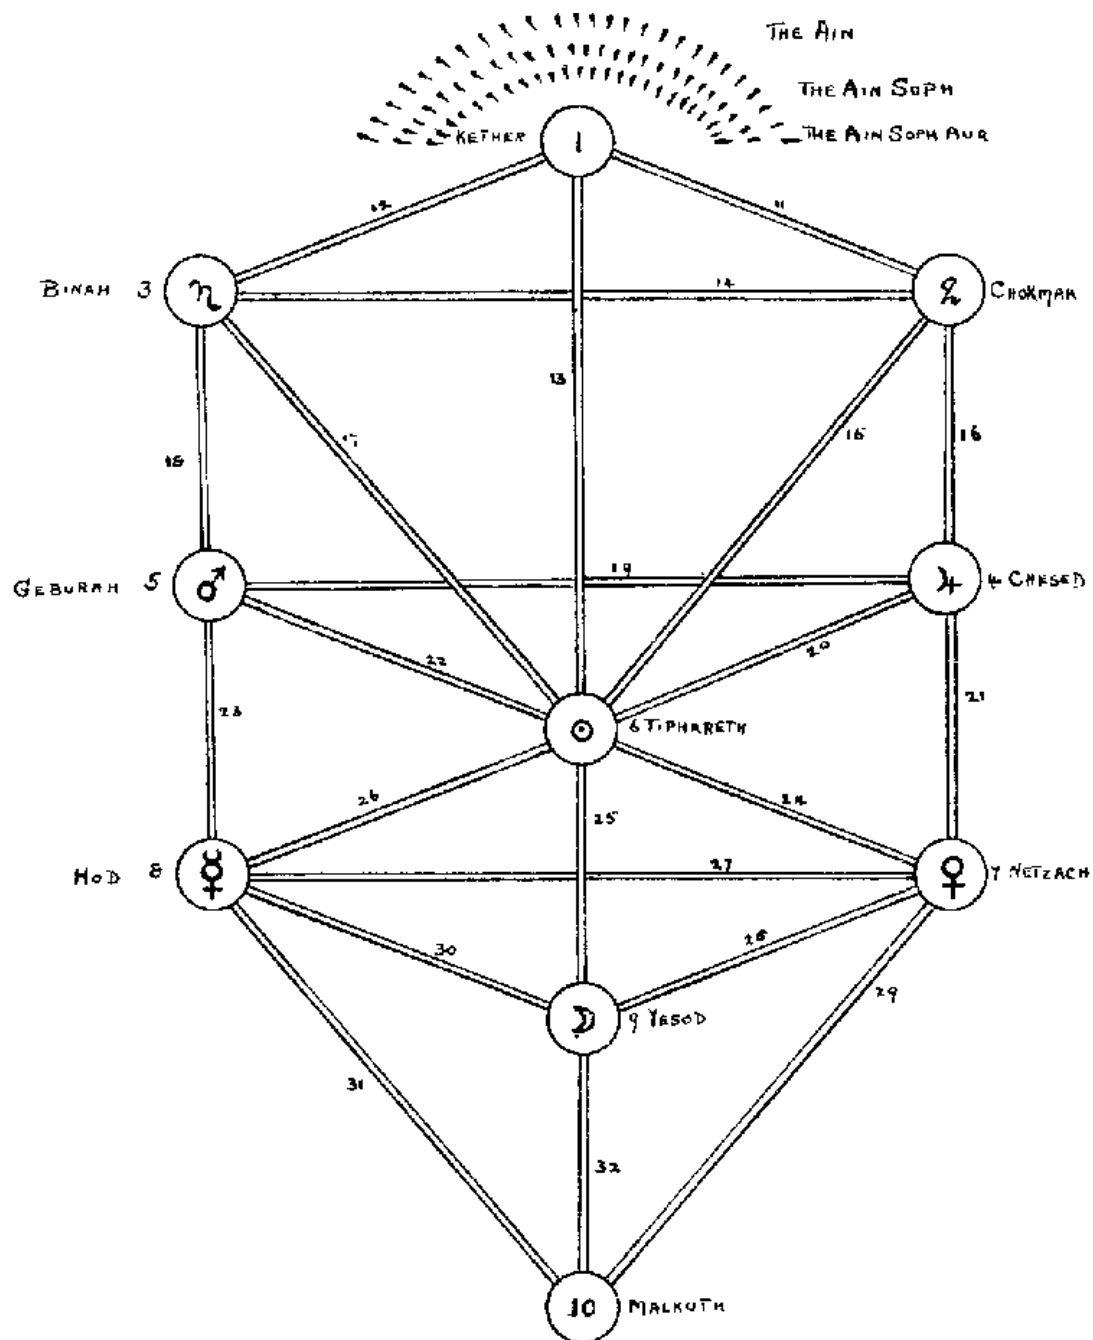 THE AIN
THE AIN SOPH
THE AIN SOPH AUR
KETHER 1
12 11
BINAH 3
2 CHOKMAH
14
13
17 15
18 16
GEBURAH 5
4 CHESED
19
22 20
23 21
6 TIPHARETH
26 24
25
HOD 8
7 NETZACH
27
30 28
29
9 YESOD
31
32
10 MALKUTH